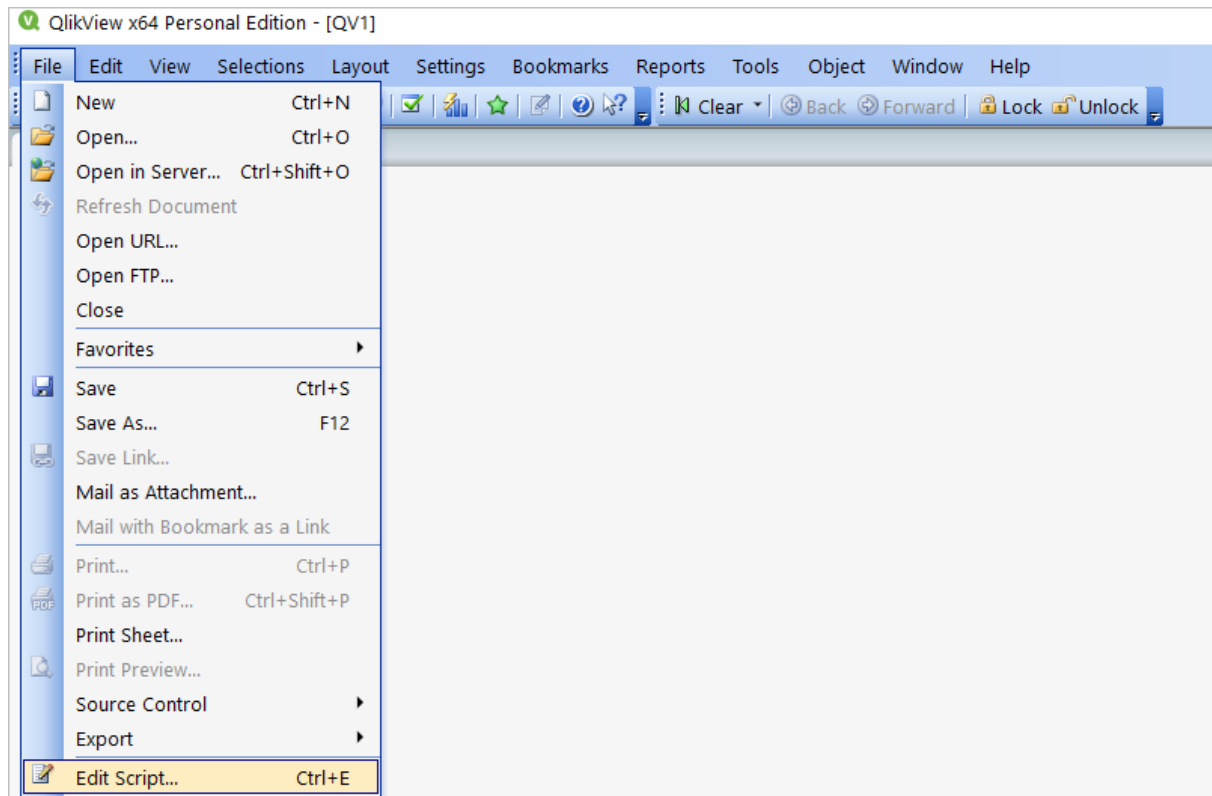 QlikView x64 Personal Edition - [QV1]
File Edit View Selections Layout Settings Bookmarks Reports Tools Object Window Help
Clear Back Forward Lock Unlock
New Ctrl+N
Open... Ctrl+O
Open in Server... Ctrl+Shift+O
Refresh Document
Open URL...
Open FTP...
Close
Favorites
Save Ctrl+S
Save As... F12
Save Link...
Mail as Attachment...
Mail with Bookmark as a Link
Print... Ctrl+P
PDF Print as PDF... Ctrl+Shift+P
Print Sheet...
Print Preview...
Source Control
Export
Edit Script... Ctrl+E